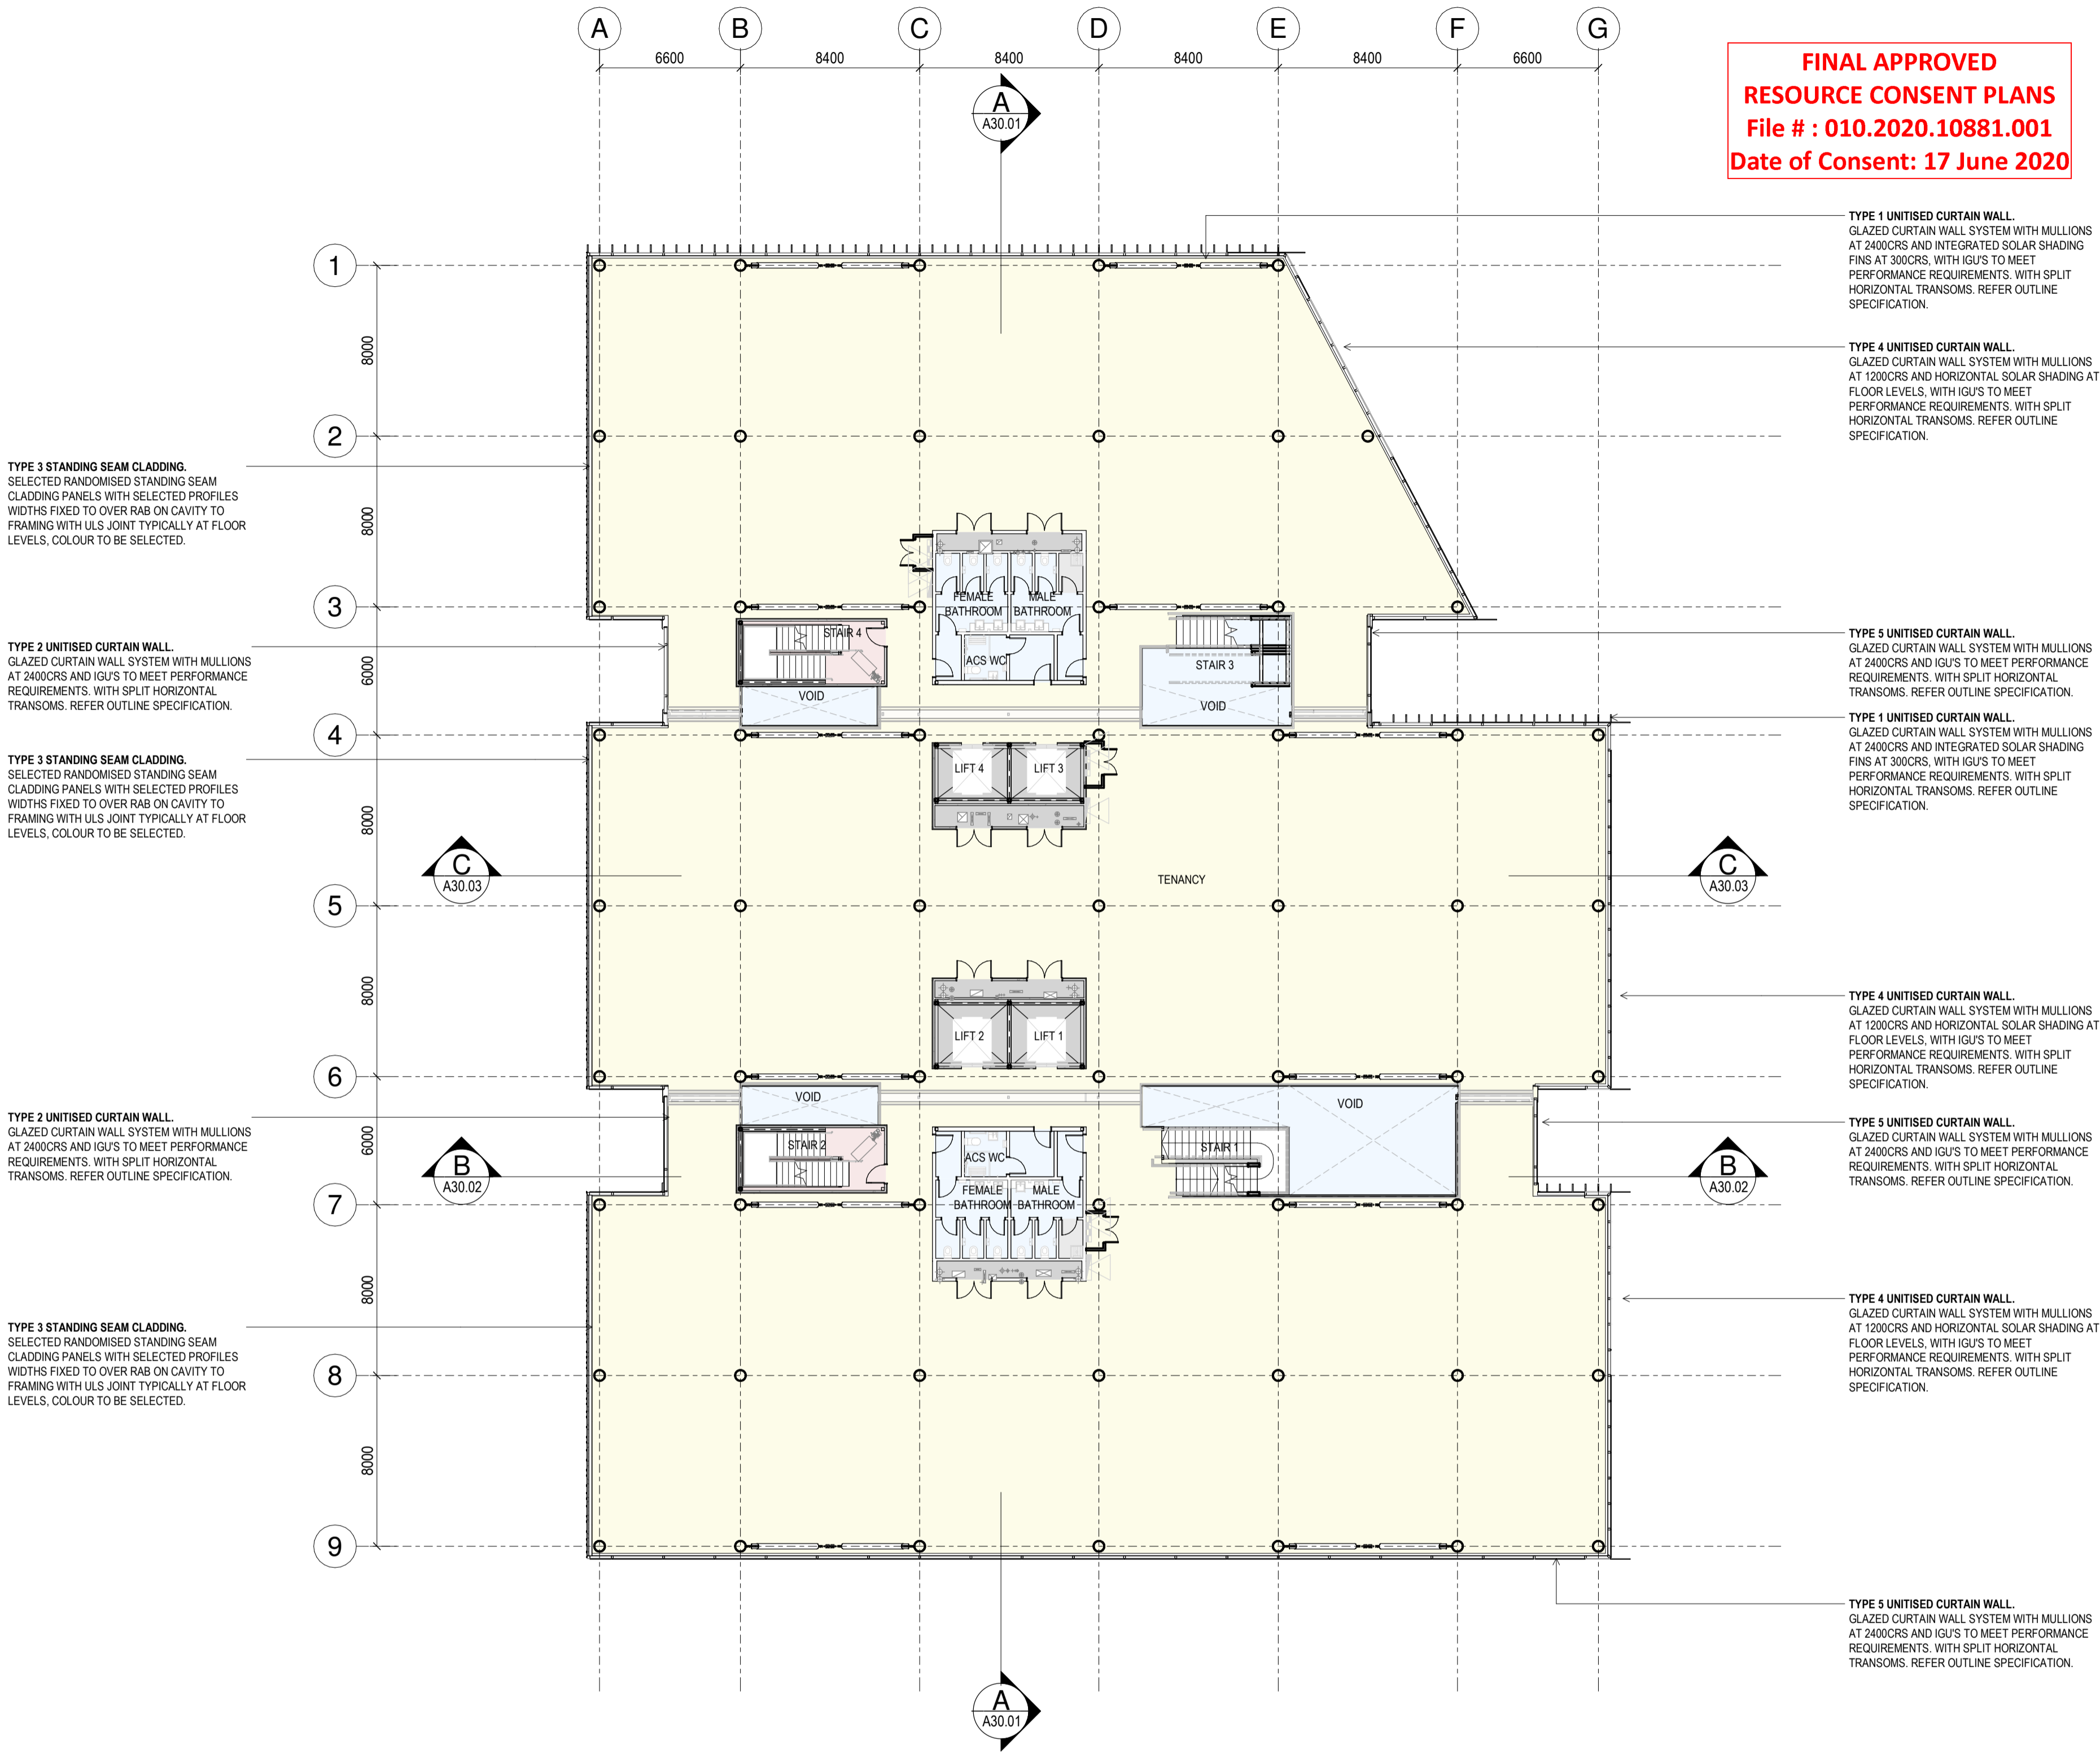 A
B
C
D
E
F
G
6600
8400
8400
8400
8400
6600
FINAL APPROVED
RESOURCE CONSENT PLANS
File # : 010.2020.10881.001
Date of Consent: 17 June 2020
A
A30.01
TYPE 1 UNITISED CURTAIN WALL.
GLAZED CURTAIN WALL SYSTEM WITH MULLIONS
AT 2400CRS AND INTEGRATED SOLAR SHADING
FINS AT 300CRS, WITH IGU'S TO MEET
PERFORMANCE REQUIREMENTS. WITH SPLIT
HORIZONTAL TRANSOMS. REFER OUTLINE
SPECIFICATION.
1
8000
TYPE 4 UNITISED CURTAIN WALL.
GLAZED CURTAIN WALL SYSTEM WITH MULLIONS
AT 1200CRS AND HORIZONTAL SOLAR SHADING AT
FLOOR LEVELS, WITH IGU'S TO MEET
PERFORMANCE REQUIREMENTS. WITH SPLIT
HORIZONTAL TRANSOMS. REFER OUTLINE
SPECIFICATION.
2
TYPE 3 STANDING SEAM CLADDING.
SELECTED RANDOMISED STANDING SEAM
CLADDING PANELS WITH SELECTED PROFILES
WIDTHS FIXED TO OVER RAB ON CAVITY TO
FRAMING WITH ULS JOINT TYPICALLY AT FLOOR
LEVELS, COLOUR TO BE SELECTED.
8000
3
FEMALE
BATHROOM
MALE
BATHROOM
STAIR 4
ACS WC
STAIR 3
VOID
VOID
6000
TYPE 2 UNITISED CURTAIN WALL.
GLAZED CURTAIN WALL SYSTEM WITH MULLIONS
AT 2400CRS AND IGU'S TO MEET PERFORMANCE
REQUIREMENTS. WITH SPLIT HORIZONTAL
TRANSOMS. REFER OUTLINE SPECIFICATION.
TYPE 5 UNITISED CURTAIN WALL.
GLAZED CURTAIN WALL SYSTEM WITH MULLIONS
AT 2400CRS AND IGU'S TO MEET PERFORMANCE
REQUIREMENTS. WITH SPLIT HORIZONTAL
TRANSOMS. REFER OUTLINE SPECIFICATION.
TYPE 1 UNITISED CURTAIN WALL.
GLAZED CURTAIN WALL SYSTEM WITH MULLIONS
AT 2400CRS AND INTEGRATED SOLAR SHADING
FINS AT 300CRS, WITH IGU'S TO MEET
PERFORMANCE REQUIREMENTS. WITH SPLIT
HORIZONTAL TRANSOMS. REFER OUTLINE
SPECIFICATION.
4
LIFT 4
LIFT 3
TYPE 3 STANDING SEAM CLADDING.
SELECTED RANDOMISED STANDING SEAM
CLADDING PANELS WITH SELECTED PROFILES
WIDTHS FIXED TO OVER RAB ON CAVITY TO
FRAMING WITH ULS JOINT TYPICALLY AT FLOOR
LEVELS, COLOUR TO BE SELECTED.
8000
C
A30.03
TENANCY
C
A30.03
5
8000
LIFT 2
LIFT 1
TYPE 4 UNITISED CURTAIN WALL.
GLAZED CURTAIN WALL SYSTEM WITH MULLIONS
AT 1200CRS AND HORIZONTAL SOLAR SHADING AT
FLOOR LEVELS, WITH IGU'S TO MEET
PERFORMANCE REQUIREMENTS. WITH SPLIT
HORIZONTAL TRANSOMS. REFER OUTLINE
SPECIFICATION.
6
VOID
VOID
TYPE 2 UNITISED CURTAIN WALL.
GLAZED CURTAIN WALL SYSTEM WITH MULLIONS
AT 2400CRS AND IGU'S TO MEET PERFORMANCE
REQUIREMENTS. WITH SPLIT HORIZONTAL
TRANSOMS. REFER OUTLINE SPECIFICATION.
6000
STAIR 2
ACS WC
STAIR 1
TYPE 5 UNITISED CURTAIN WALL.
GLAZED CURTAIN WALL SYSTEM WITH MULLIONS
AT 2400CRS AND IGU'S TO MEET PERFORMANCE
REQUIREMENTS. WITH SPLIT HORIZONTAL
TRANSOMS. REFER OUTLINE SPECIFICATION.
B
A30.02
B
A30.02
FEMALE
BATHROOM
MALE
BATHROOM
7
8000
TYPE 4 UNITISED CURTAIN WALL.
GLAZED CURTAIN WALL SYSTEM WITH MULLIONS
AT 1200CRS AND HORIZONTAL SOLAR SHADING AT
FLOOR LEVELS, WITH IGU'S TO MEET
PERFORMANCE REQUIREMENTS. WITH SPLIT
HORIZONTAL TRANSOMS. REFER OUTLINE
SPECIFICATION.
TYPE 3 STANDING SEAM CLADDING.
SELECTED RANDOMISED STANDING SEAM
CLADDING PANELS WITH SELECTED PROFILES
WIDTHS FIXED TO OVER RAB ON CAVITY TO
FRAMING WITH ULS JOINT TYPICALLY AT FLOOR
LEVELS, COLOUR TO BE SELECTED.
8
8000
9
TYPE 5 UNITISED CURTAIN WALL.
GLAZED CURTAIN WALL SYSTEM WITH MULLIONS
AT 2400CRS AND IGU'S TO MEET PERFORMANCE
REQUIREMENTS. WITH SPLIT HORIZONTAL
TRANSOMS. REFER OUTLINE SPECIFICATION.
A
A30.01